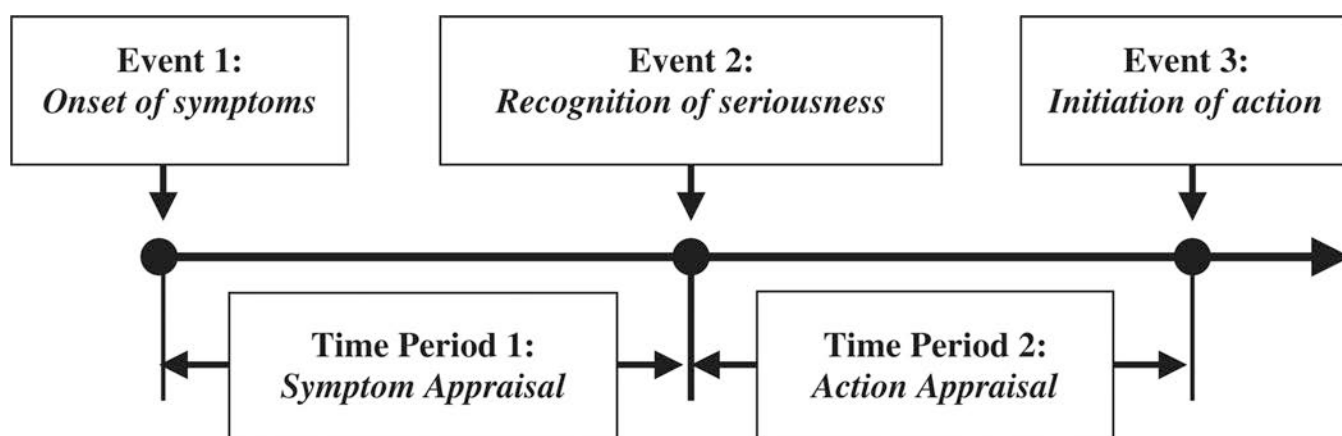 Event 1:
Onset of symptoms
Event 2:
Recognition of seriousness
Event 3:
Initiation of action
Time Period 1:
Symptom Appraisal
Time Period 2:
Action Appraisal